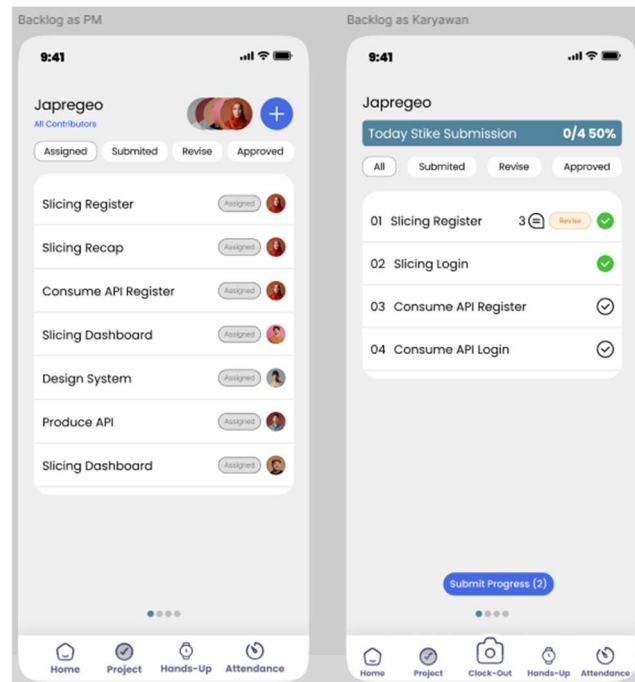 Backlog as PM
9:41
Japregeo
All Contributors
Assigned Submited Revise Approved
Slicing Register Assigned
Slicing Recap Assigned
Consume API Register Assigned
Slicing Dashboard Assigned
Design System Assigned
Produce API Assigned
Slicing Dashboard Assigned
Home Project Hands-Up Attendance
Backlog as Karyawan
9:41
Japregeo
Today Stike Submission 0/4 50%
All Submited Revise Approved
01 Slicing Register 3 Revise
02 Slicing Login
03 Consume API Register
04 Consume API Login
Submit Progress (2)
Home Project Clock-Out Hands-Up Attendance